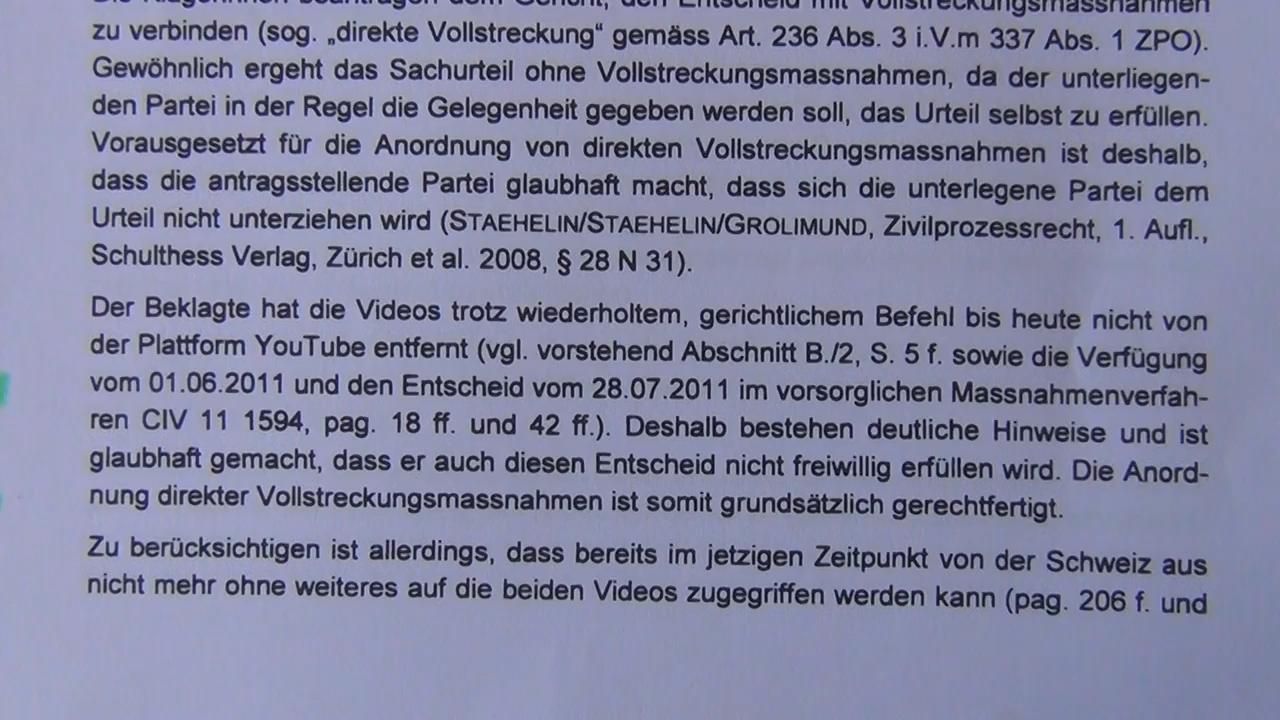 Die Klägerinnen beantragen dem Gericht, den Entscheid mit Vollstreckungsmassnahmen
zu verbinden (sog. „direkte Vollstreckung“ gemäss Art. 236 Abs. 3 i.V.m 337 Abs. 1 ZPO).
Gewöhnlich ergeht das Sachurteil ohne Vollstreckungsmassnahmen, da der unterliegen-
den Partei in der Regel die Gelegenheit gegeben werden soll, das Urteil selbst zu erfüllen.
Vorausgesetzt für die Anordnung von direkten Vollstreckungsmassnahmen ist deshalb,
dass die antragsstellende Partei glaubhaft macht, dass sich die unterlegene Partei dem
Urteil nicht unterziehen wird (STAEHELIN/STAEHELIN/GROLIMUND, Zivilprozessrecht, 1. Aufl.,
Schulthess Verlag, Zürich et al. 2008, § 28 N 31).
Der Beklagte hat die Videos trotz wiederholtem, gerichtlichem Befehl bis heute nicht von
der Plattform YouTube entfernt (vgl. vorstehend Abschnitt B./2, S. 5 f. sowie die Verfügung
vom 01.06.2011 und den Entscheid vom 28.07.2011 im vorsorglichen Massnahmenverfah-
ren CIV 11 1594, pag. 18 ff. und 42 ff.). Deshalb bestehen deutliche Hinweise und ist
glaubhaft gemacht, dass er auch diesen Entscheid nicht freiwillig erfüllen wird. Die Anord-
nung direkter Vollstreckungsmassnahmen ist somit grundsätzlich gerechtfertigt.
Zu berücksichtigen ist allerdings, dass bereits im jetzigen Zeitpunkt von der Schweiz aus
nicht mehr ohne weiteres auf die beiden Videos zugegriffen werden kann (pag. 206 f. und